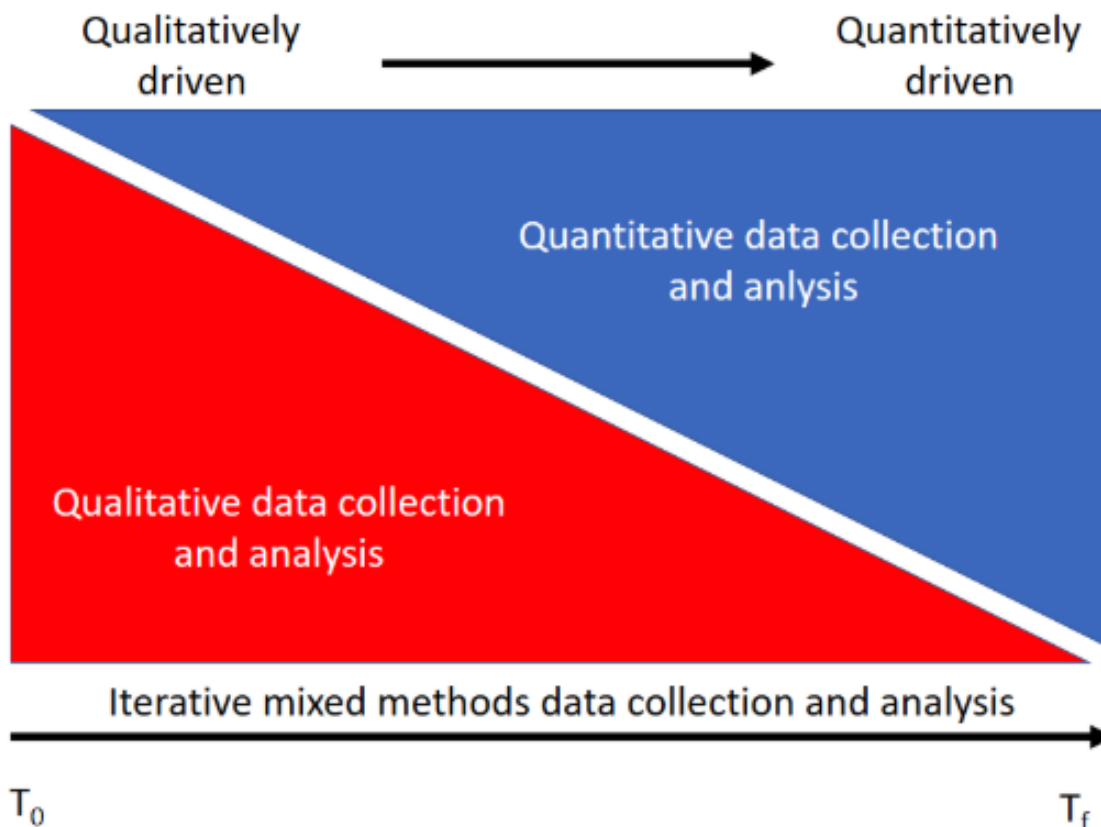 Qualitatively
driven
Quantitatively
driven
Quantitative data collection
and anlysis
Qualitative data collection
and analysis
Iterative mixed methods data collection and analysis
T₀
T_f